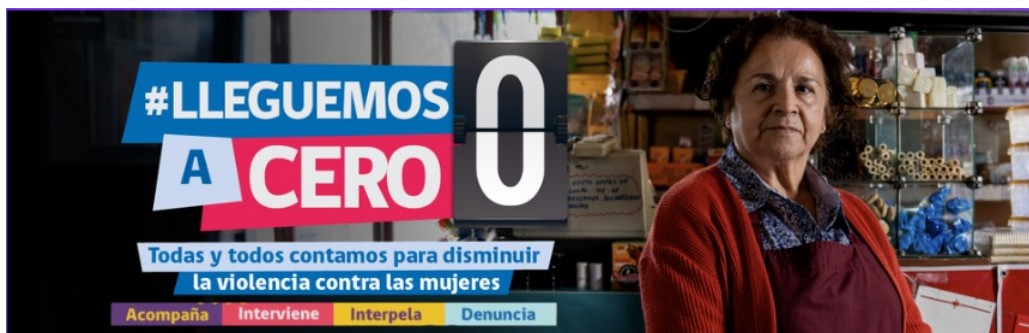 #LLEGUEMOS
A CERO
0
Todas y todos contamos para disminuir
la violencia contra las mujeres
Acompaña Interviene Interpela Denuncia